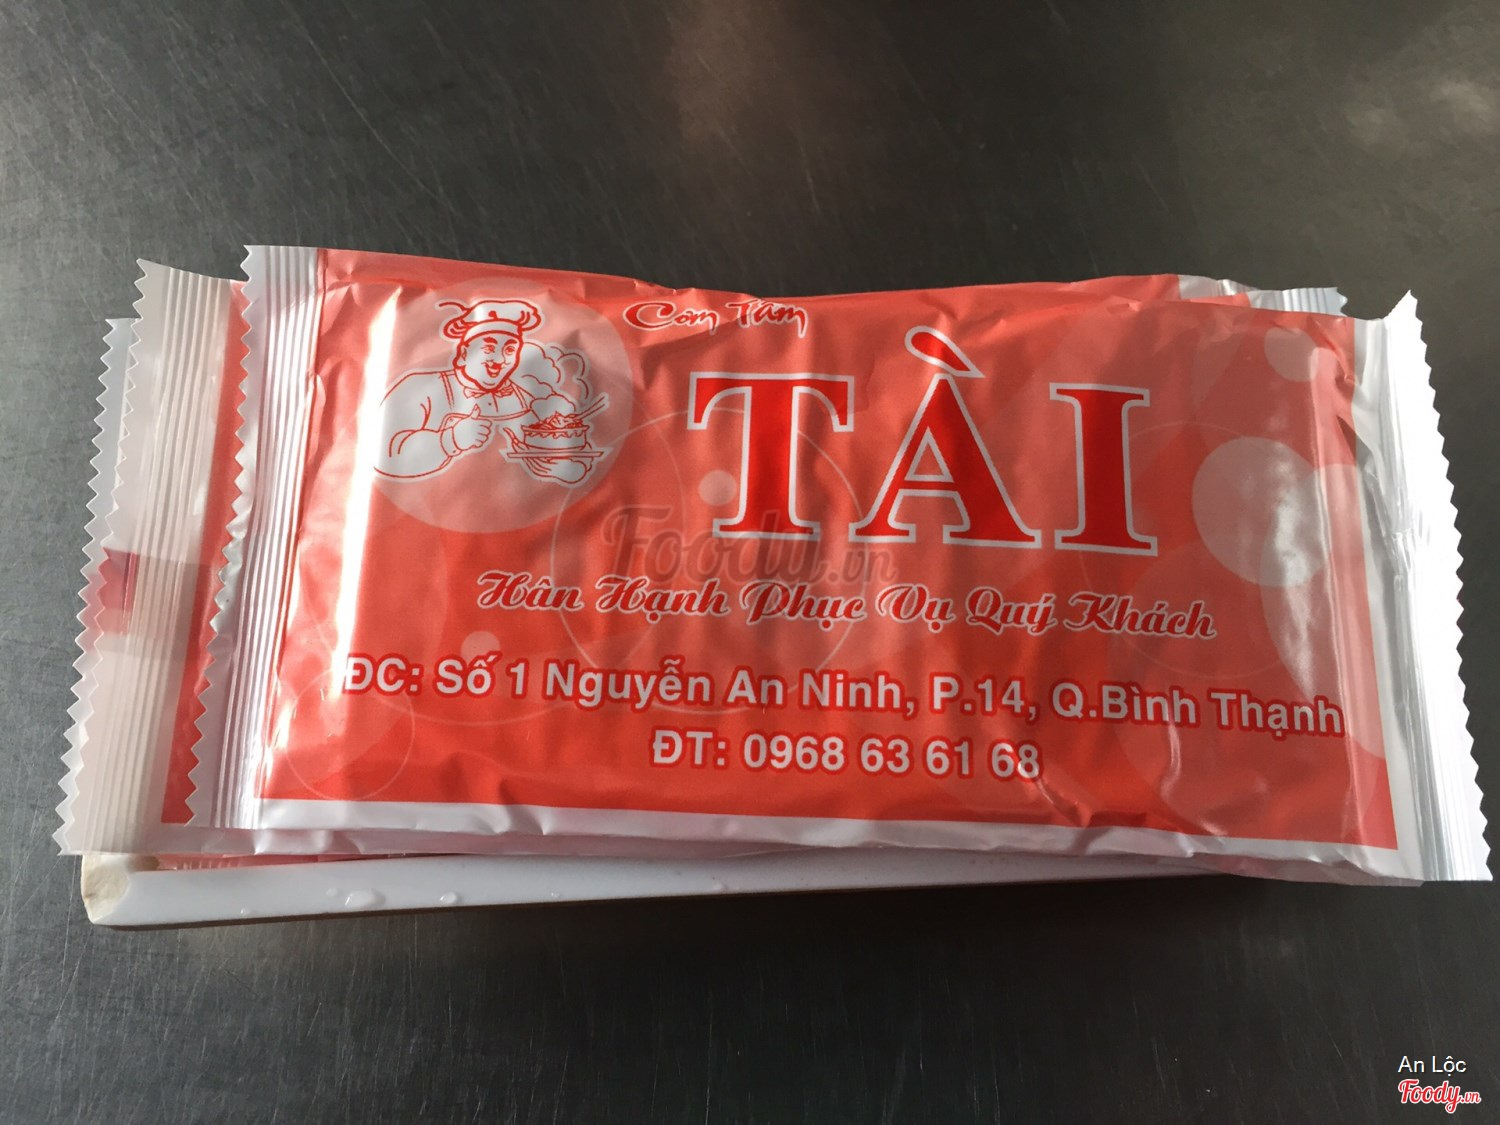 Cơm Tấm
TÀI
Foody.vn
Hân Hạnh Phục Vụ Quý Khách
ĐC: Số 1 Nguyễn An Ninh, P.14, Q.Bình Thạnh
ĐT: 0968 63 61 68
An Lộc
Foody.vn